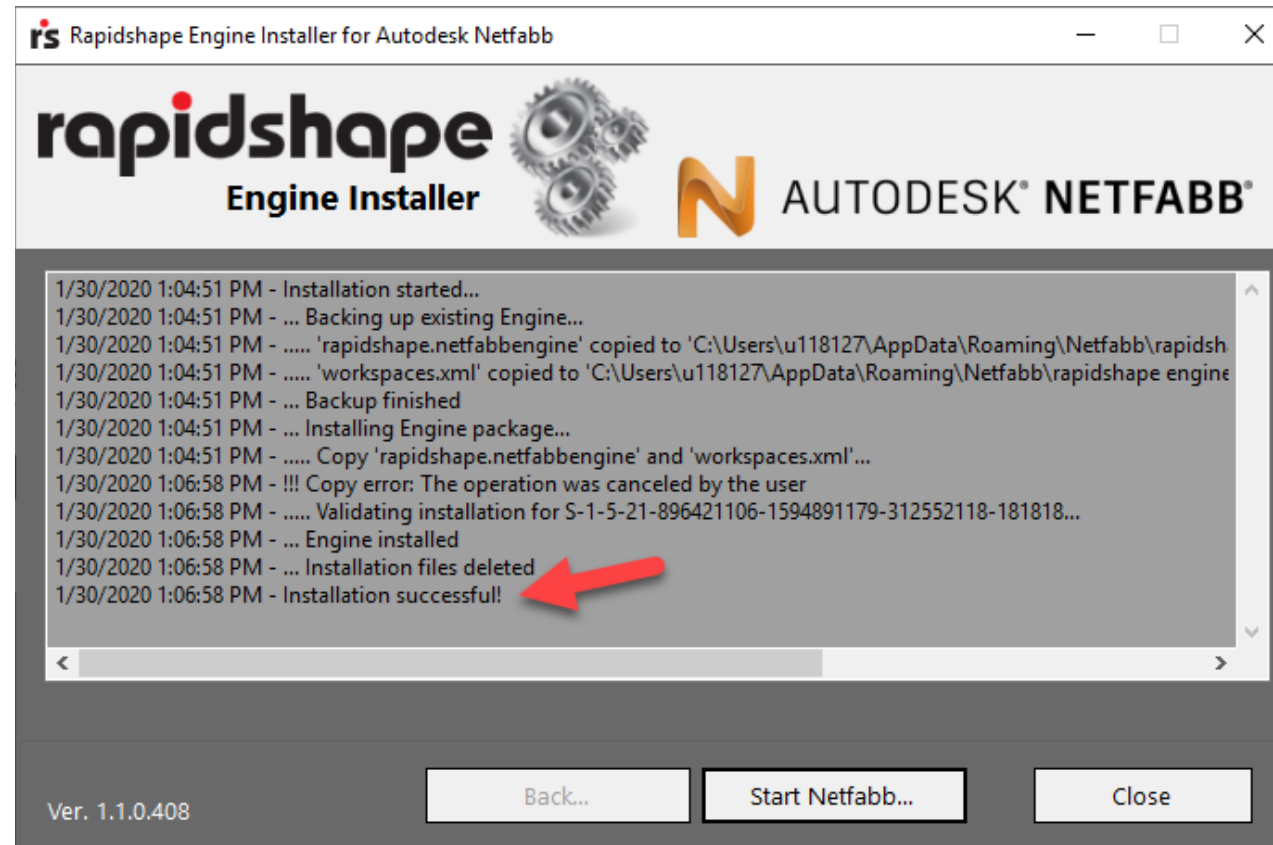 rs Rapidshape Engine Installer for Autodesk Netfabb
rapidshape
Engine Installer
AUTODESK® NETFABB®
1/30/2020 1:04:51 PM - Installation started...
1/30/2020 1:04:51 PM - ... Backing up existing Engine...
1/30/2020 1:04:51 PM - ..... 'rapidshape.netfabbengine' copied to 'C:\Users\u118127\AppData\Roaming\Netfabb\rapidsh
1/30/2020 1:04:51 PM - ..... 'workspaces.xml' copied to 'C:\Users\u118127\AppData\Roaming\Netfabb\rapidshape engine
1/30/2020 1:04:51 PM - ... Backup finished
1/30/2020 1:04:51 PM - ... Installing Engine package...
1/30/2020 1:04:51 PM - ..... Copy 'rapidshape.netfabbengine' and 'workspaces.xml'...
1/30/2020 1:06:58 PM - !!! Copy error: The operation was canceled by the user
1/30/2020 1:06:58 PM - ..... Validating installation for S-1-5-21-896421106-1594891179-312552118-181818...
1/30/2020 1:06:58 PM - ... Engine installed
1/30/2020 1:06:58 PM - ... Installation files deleted
1/30/2020 1:06:58 PM - Installation successful!
Ver. 1.1.0.408
Back...
Start Netfabb...
Close